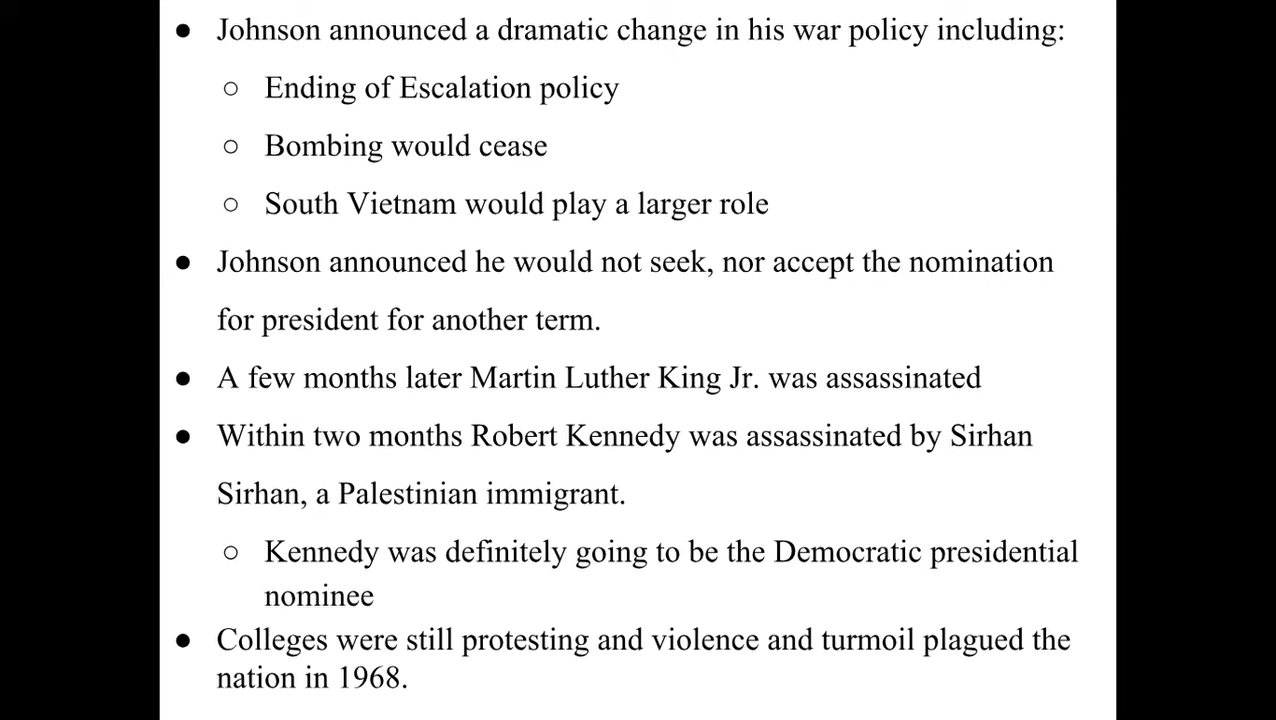 ● Johnson announced a dramatic change in his war policy including:
○ Ending of Escalation policy
○ Bombing would cease
○ South Vietnam would play a larger role
● Johnson announced he would not seek, nor accept the nomination
for president for another term.
● A few months later Martin Luther King Jr. was assassinated
● Within two months Robert Kennedy was assassinated by Sirhan
Sirhan, a Palestinian immigrant.
○ Kennedy was definitely going to be the Democratic presidential
nominee
● Colleges were still protesting and violence and turmoil plagued the
nation in 1968.